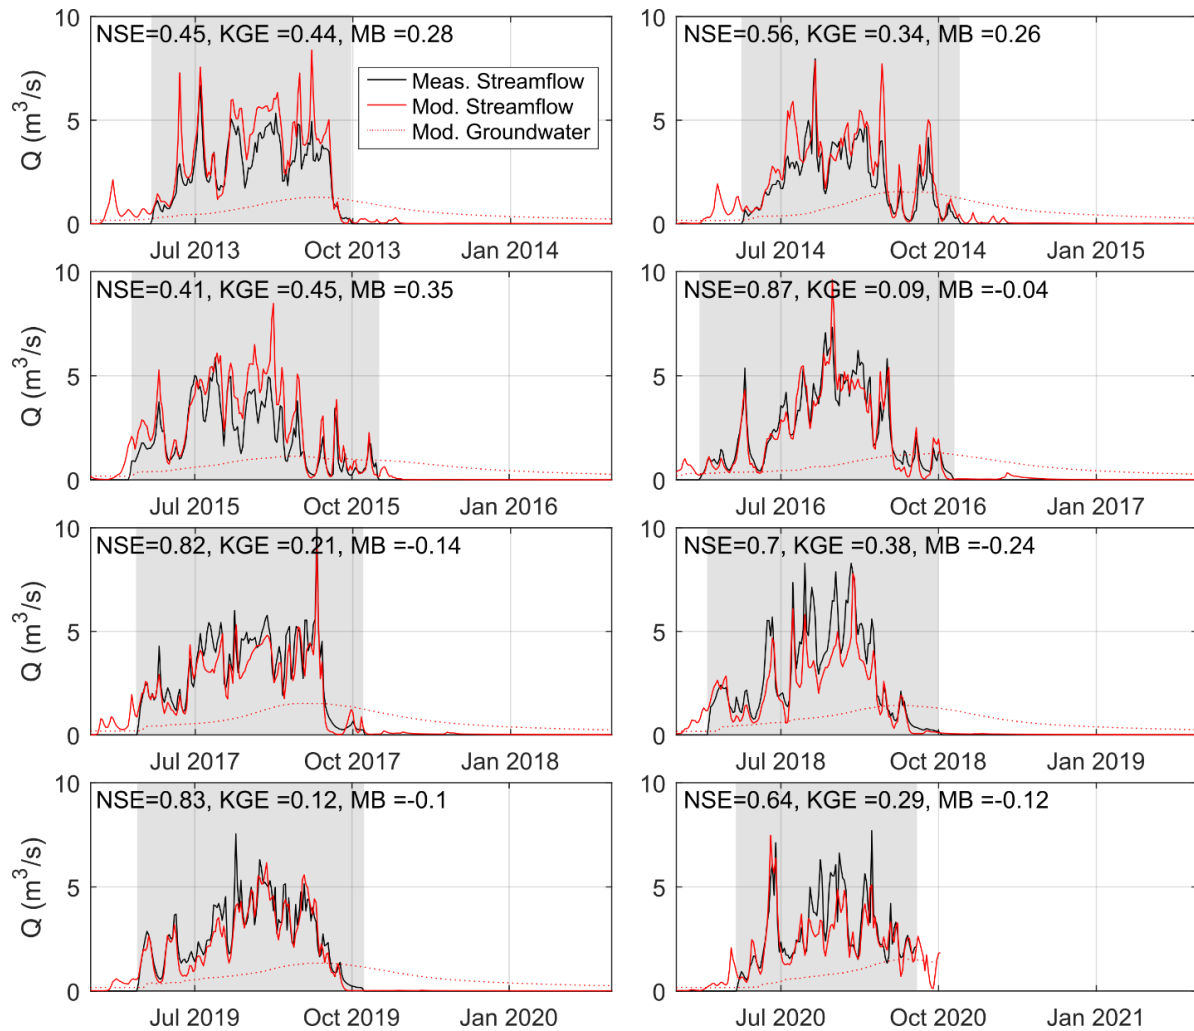 NSE=0.45, KGE =0.44, MB =0.28
Meas. Streamflow
Mod. Streamflow
Mod. Groundwater
Q (m³/s)
10
5
0
Jul 2013 Oct 2013 Jan 2014
NSE=0.56, KGE =0.34, MB =0.26
10
5
0
Jul 2014 Oct 2014 Jan 2015
NSE=0.41, KGE =0.45, MB =0.35
Q (m³/s)
10
5
0
Jul 2015 Oct 2015 Jan 2016
NSE=0.87, KGE =0.09, MB =-0.04
10
5
0
Jul 2016 Oct 2016 Jan 2017
NSE=0.82, KGE =0.21, MB =-0.14
Q (m³/s)
10
5
0
Jul 2017 Oct 2017 Jan 2018
NSE=0.7, KGE =0.38, MB =-0.24
10
5
0
Jul 2018 Oct 2018 Jan 2019
NSE=0.83, KGE =0.12, MB =-0.1
Q (m³/s)
10
5
0
Jul 2019 Oct 2019 Jan 2020
NSE=0.64, KGE =0.29, MB =-0.12
10
5
0
Jul 2020 Oct 2020 Jan 2021